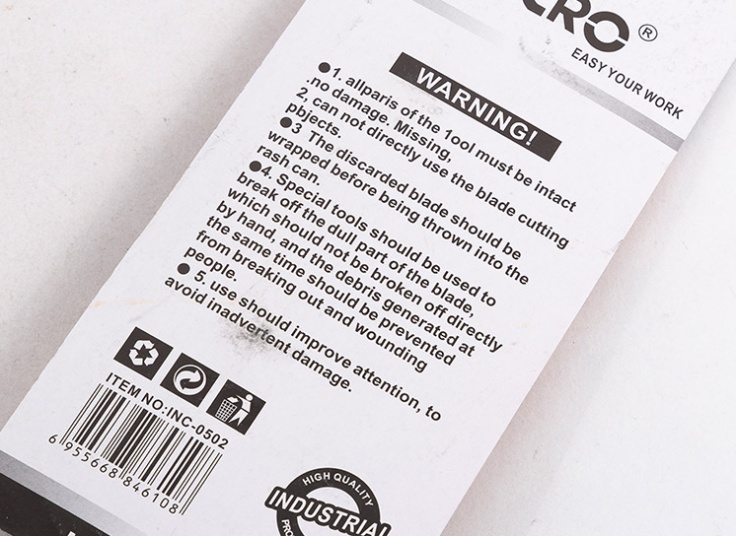 ERO®
EASY YOUR WORK
WARNING!
●1. allparis of the 1ool must be intact
.no damage. Missing,
2, can not directly use the blade cutting
pbjects.
●3 The discarded blade should be
wrapped before being thrown into the
rash can.
●4. Special tools should be used to
break off the dull part of the blade,
which should not be broken off directly
by hand, and the debris generated at
the same time should be prevented
from breaking out and wounding
people.
● 5. use should improve attention, to
avoid inadvertent damage.
ITEM NO:INC-0502
6 955668 846108
HIGH QUALITY
INDUSTRIAL